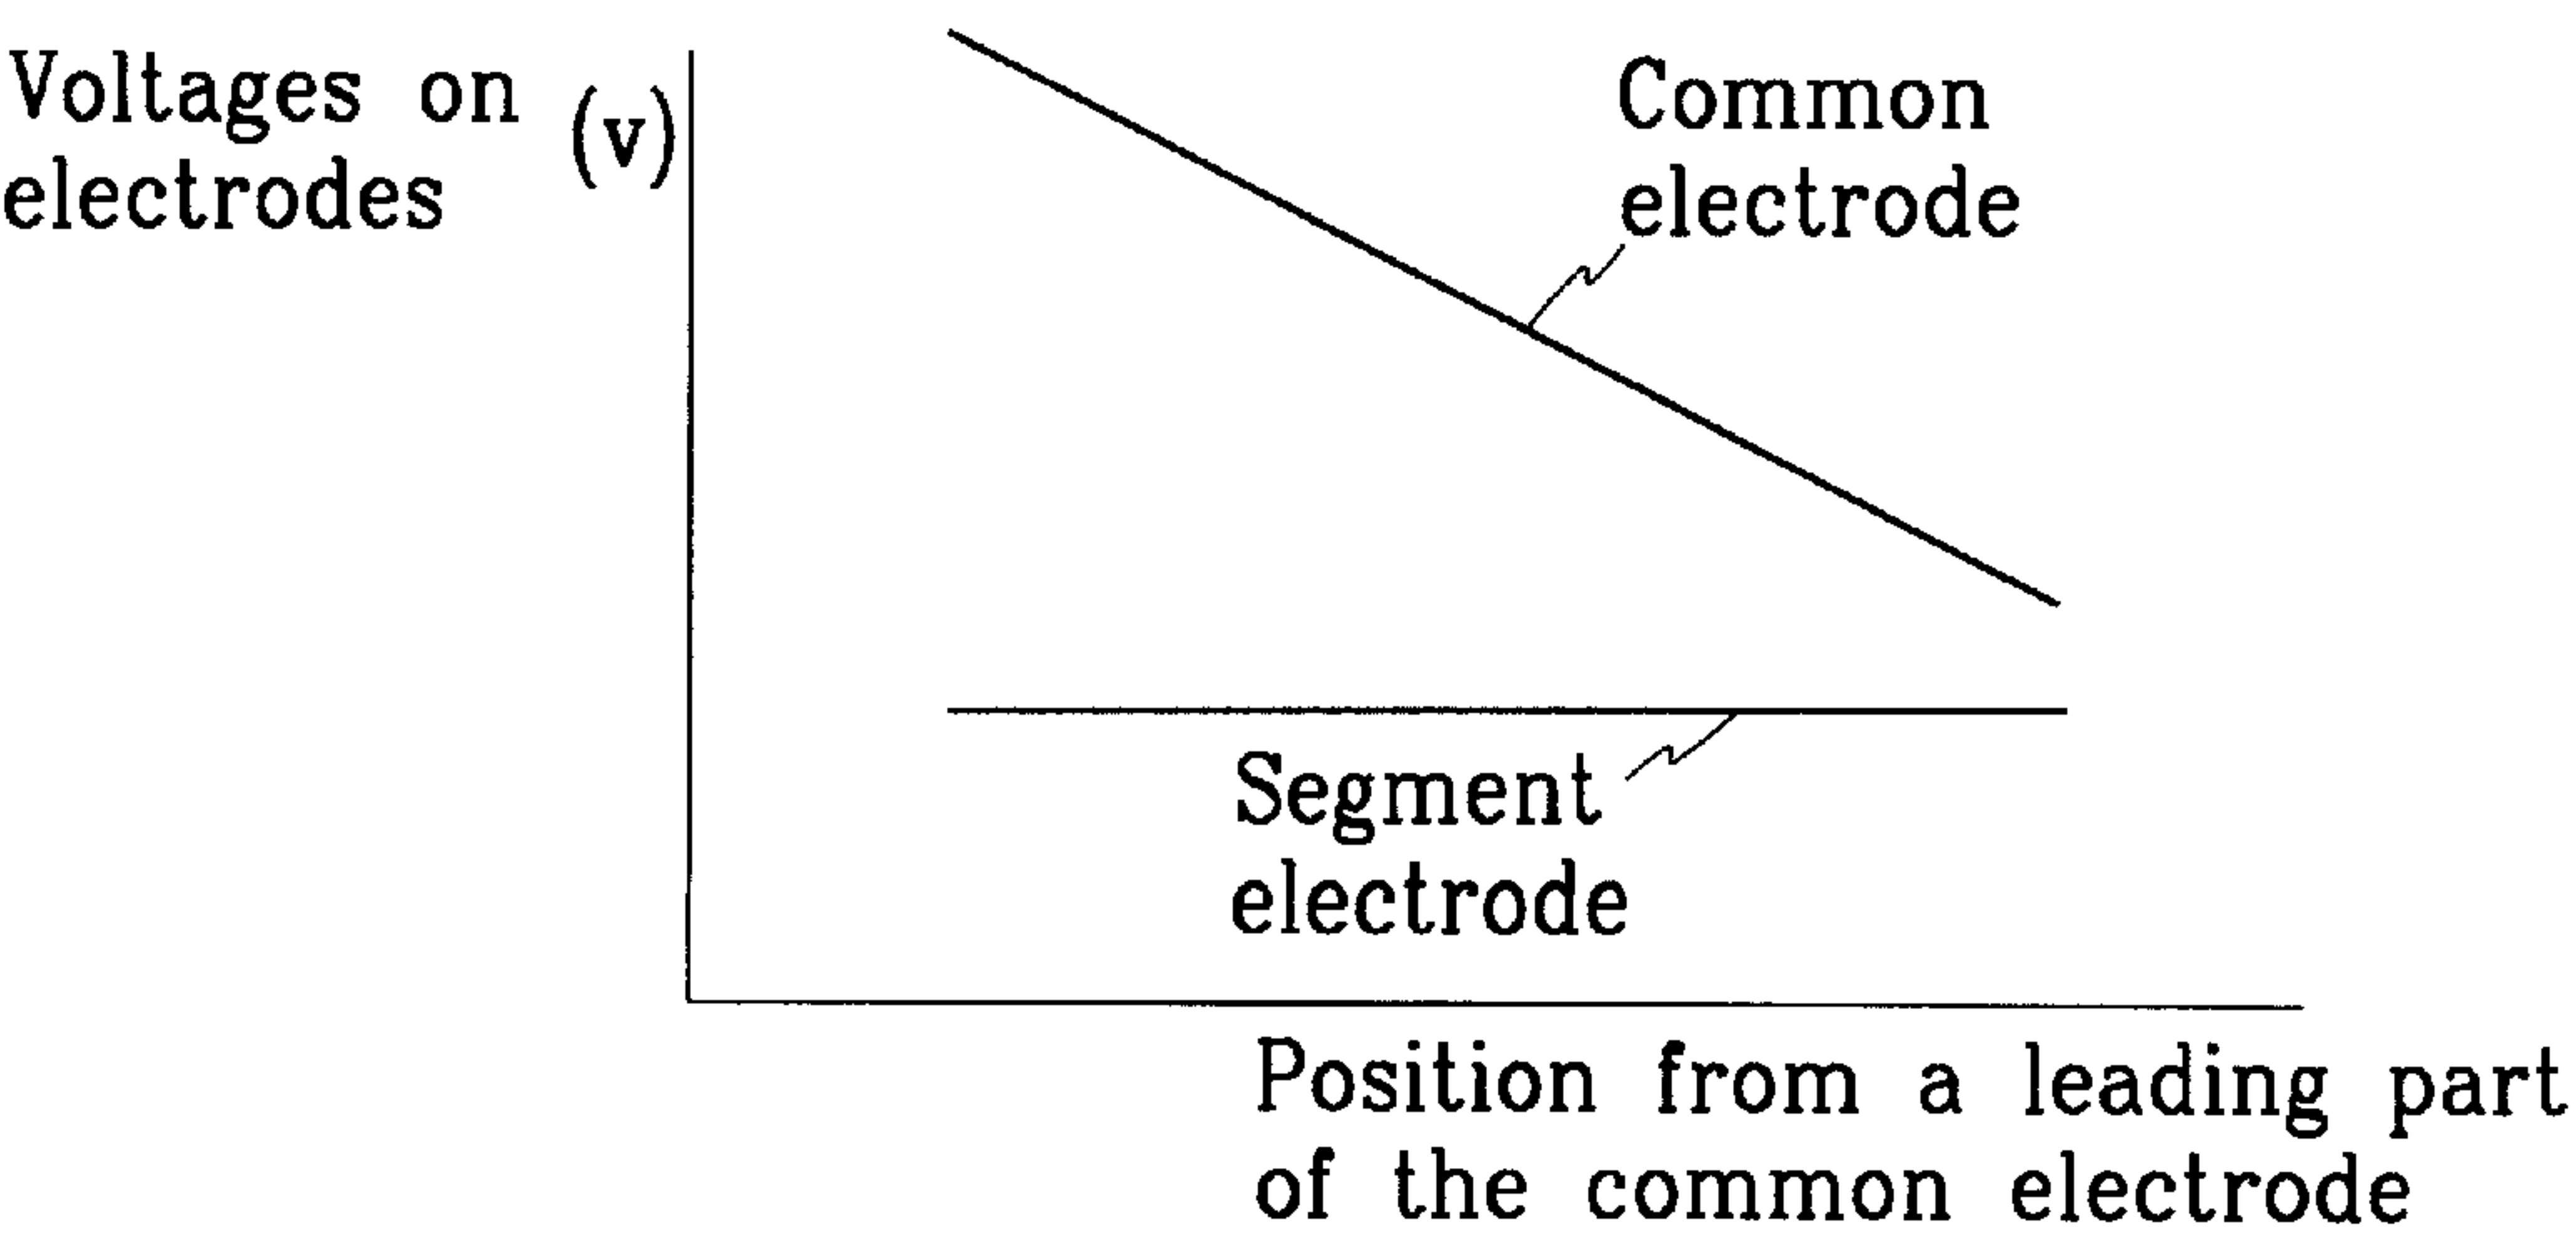 Voltages on
electrodes
(v)
Common
electrode
Segment
electrode
Position from a leading part
of the common electrode